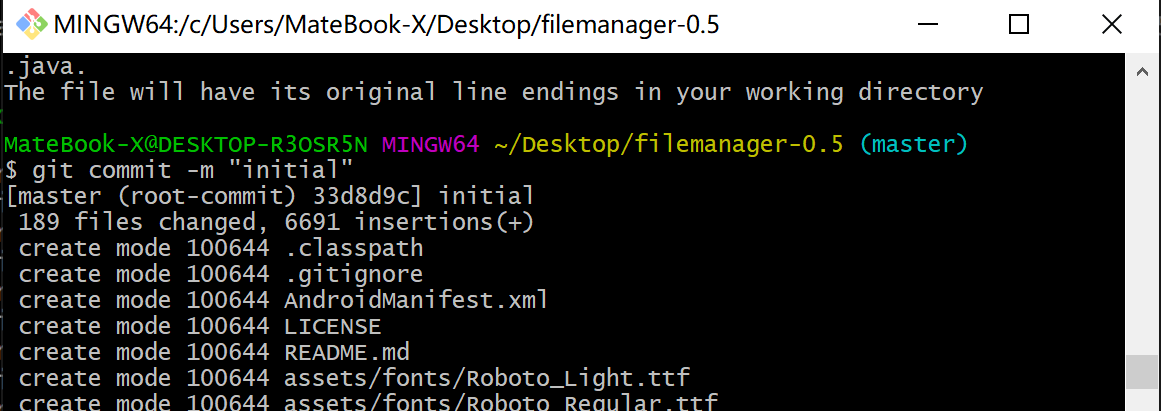 MINGW64:/c/Users/MateBook-X/Desktop/filemanager-0.5
.java.
The file will have its original line endings in your working directory
MateBook-X@DESKTOP-R3OSR5N MINGW64 ~/Desktop/filemanager-0.5 (master)
$ git commit -m "initial"
[master (root-commit) 33d8d9c] initial
 189 files changed, 6691 insertions(+)
 create mode 100644 .classpath
 create mode 100644 .gitignore
 create mode 100644 AndroidManifest.xml
 create mode 100644 LICENSE
 create mode 100644 README.md
 create mode 100644 assets/fonts/Roboto_Light.ttf
 create mode 100644 assets/fonts/Roboto_Regular.ttf